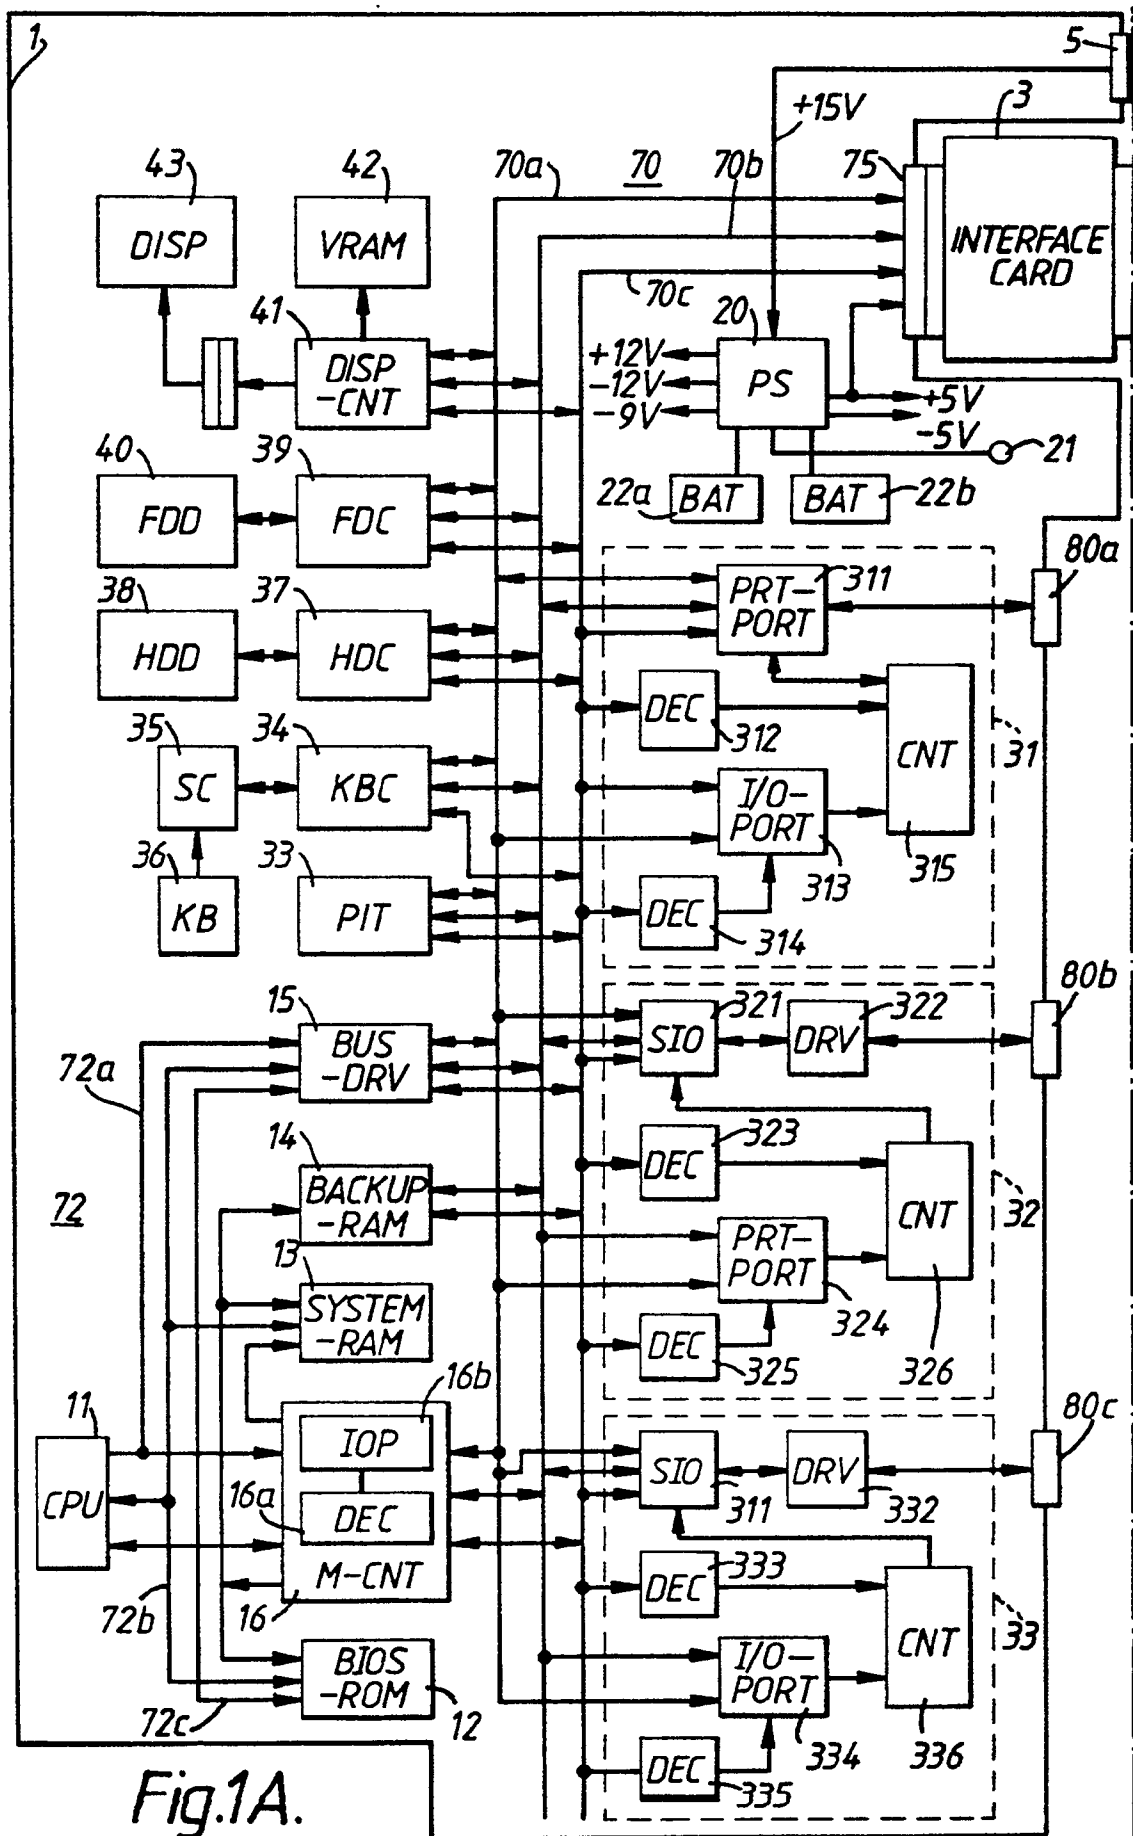 1
5
+15V
3
43
42
70a
70
70b
75
DISP
VRAM
INTERFACE
CARD
70c
41
20
DISP
-CNT
+12V
-12V
-9V
PS
+5V
-5V
21
40
39
22a
BAT
BAT
22b
FDD
FDC
80a
38
37
PRT-
PORT
311
HDD
HDC
DEC
312
CNT
31
35
34
SC
KBC
I/O-
PORT
313
315
36
33
KB
PIT
DEC
314
15
321
322
80b
BUS
-DRV
SIO
DRV
72a
323
14
DEC
BACKUP
-RAM
72
CNT
32
13
PRT-
PORT
324
SYSTEM
-RAM
DEC
325
326
16b
11
IOP
80c
CPU
16a
DEC
SIO
311
DRV
332
M-CNT
333
DEC
72b
16
CNT
33
BIOS
-ROM
I/O-
PORT
72c
12
334
336
DEC
335
Fig.1A.